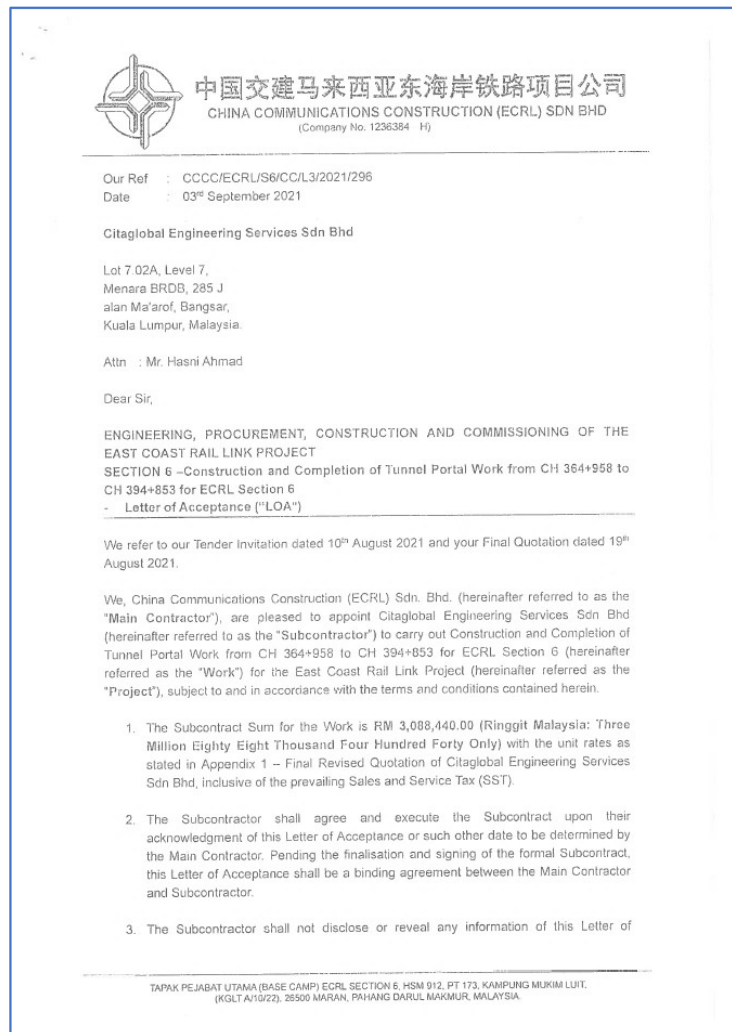 中国交建马来西亚东海岸铁路项目公司
CHINA COMMUNICATIONS CONSTRUCTION (ECRL) SDN BHD
(Company No. 1236384 H)
Our Ref : CCCC/ECRL/S6/CC/L3/2021/296
Date : 03rd September 2021
Citaglobal Engineering Services Sdn Bhd
Lot 7.02A, Level 7,
Menara BRDB, 285 J
alan Ma'arof, Bangsar,
Kuala Lumpur, Malaysia.
Attn : Mr. Hasni Ahmad
Dear Sir,
ENGINEERING, PROCUREMENT, CONSTRUCTION AND COMMISSIONING OF THE
EAST COAST RAIL LINK PROJECT
SECTION 6 –Construction and Completion of Tunnel Portal Work from CH 364+958 to
CH 394+853 for ECRL Section 6
- Letter of Acceptance ("LOA")
We refer to our Tender Invitation dated 10th August 2021 and your Final Quotation dated 19th
August 2021.
We, China Communications Construction (ECRL) Sdn. Bhd. (hereinafter referred to as the
"Main Contractor"), are pleased to appoint Citaglobal Engineering Services Sdn Bhd
(hereinafter referred to as the "Subcontractor") to carry out Construction and Completion of
Tunnel Portal Work from CH 364+958 to CH 394+853 for ECRL Section 6 (hereinafter
referred as the "Work") for the East Coast Rail Link Project (hereinafter referred as the
"Project"), subject to and in accordance with the terms and conditions contained herein.
1. The Subcontract Sum for the Work is RM 3,088,440.00 (Ringgit Malaysia: Three
Million Eighty Eight Thousand Four Hundred Forty Only) with the unit rates as
stated in Appendix 1 – Final Revised Quotation of Citaglobal Engineering Services
Sdn Bhd, inclusive of the prevailing Sales and Service Tax (SST).
2. The Subcontractor shall agree and execute the Subcontract upon their
acknowledgment of this Letter of Acceptance or such other date to be determined by
the Main Contractor. Pending the finalisation and signing of the formal Subcontract,
this Letter of Acceptance shall be a binding agreement between the Main Contractor
and Subcontractor.
3. The Subcontractor shall not disclose or reveal any information of this Letter of
TAPAK PEJABAT UTAMA (BASE CAMP) ECRL SECTION 6, HSM 912, PT 173, KAMPUNG MUKIM LUIT,
(KGLT A/10/22), 26500 MARAN, PAHANG DARUL MAKMUR, MALAYSIA.